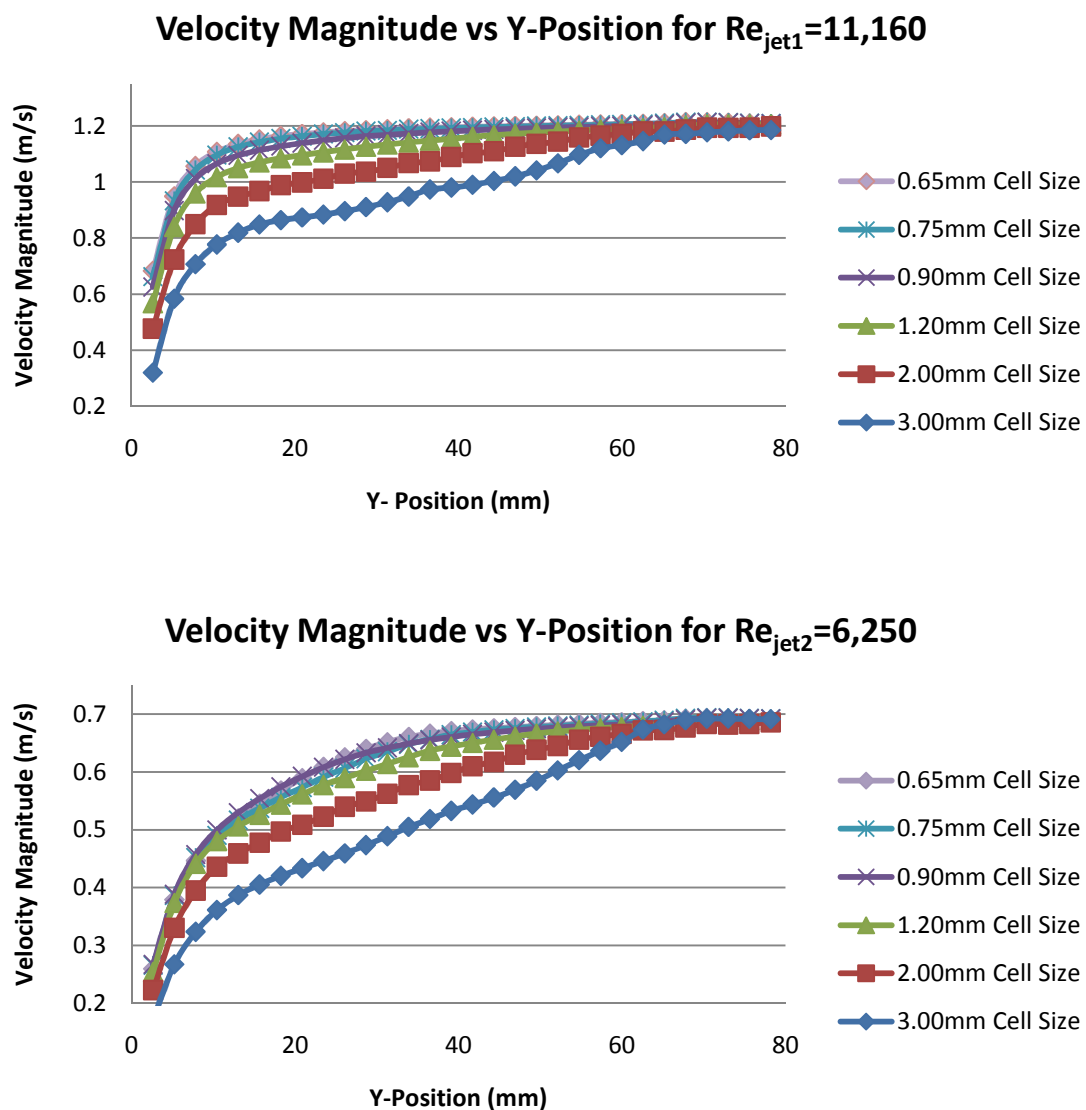 Velocity Magnitude vs Y-Position for Rejet1=11,160
Velocity Magnitude (m/s)
1.2
1
0.8
0.6
0.4
0.2
0
20
40
60
80
Y- Position (mm)
0.65mm Cell Size
0.75mm Cell Size
0.90mm Cell Size
1.20mm Cell Size
2.00mm Cell Size
3.00mm Cell Size
Velocity Magnitude vs Y-Position for Rejet2=6,250
Velocity Magnitude (m/s)
0.7
0.6
0.5
0.4
0.3
0.2
0
20
40
60
80
Y-Position (mm)
0.65mm Cell Size
0.75mm Cell Size
0.90mm Cell Size
1.20mm Cell Size
2.00mm Cell Size
3.00mm Cell Size